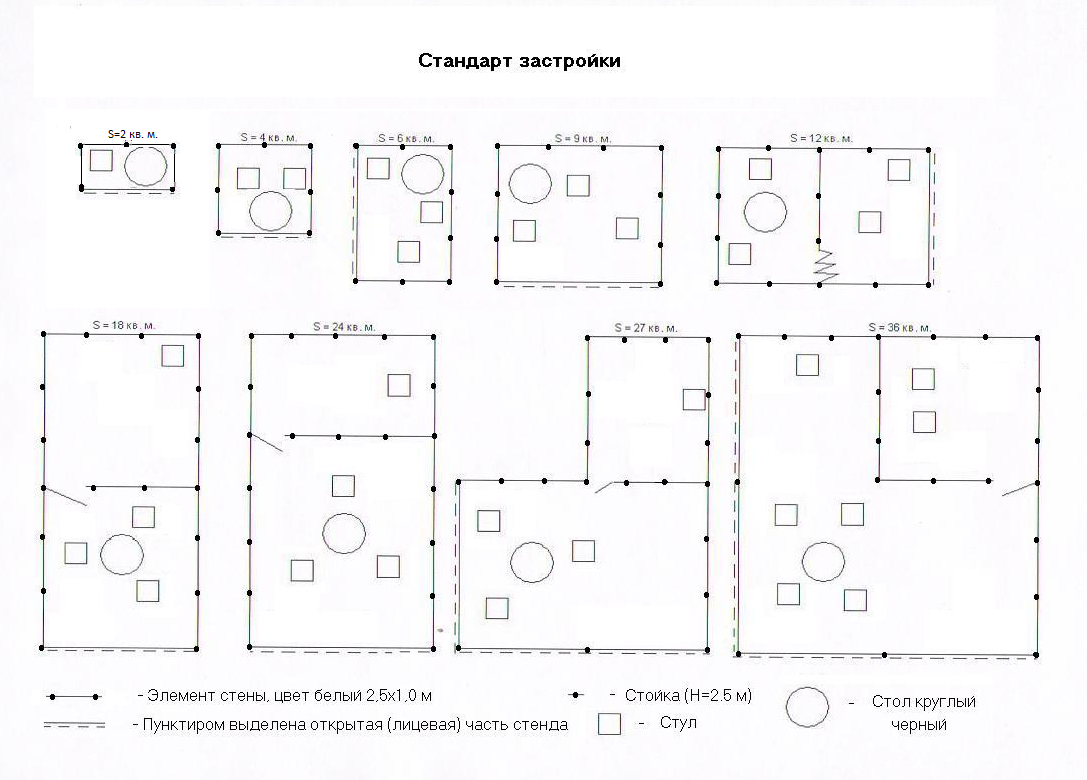 Стандарт застройки
S=2 кв. м.
S = 4 кв. м.
S = 6 кв. м.
S = 9 кв. м.
S = 12 кв. м.
S = 18 кв. м.
S = 24 кв. м.
S = 27 кв. м.
S = 36 кв. м.
- Элемент стены, цвет белый 2,5х1,0 м
- Стойка (Н=2.5 м)
- Стол круглый
черный
- Пунктиром выделена открытая (лицевая) часть стенда
- Стул